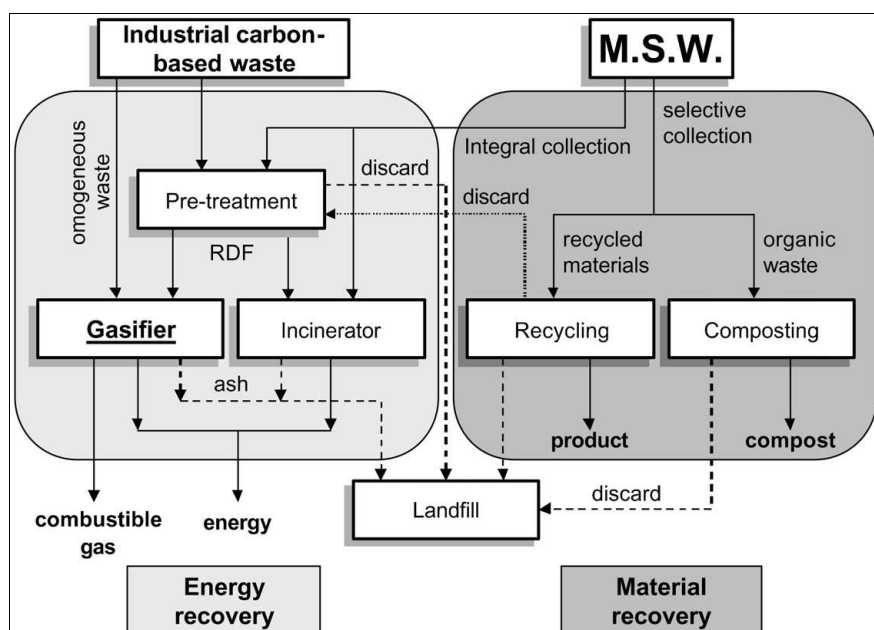 Industrial carbon-
based waste
M.S.W.
omogeneous
waste
selective
collection
Integral collection
discard
Pre-treatment
discard
RDF
recycled
materials
organic
waste
Gasifier
Incinerator
Recycling
Composting
ash
product
compost
combustible
gas
energy
Landfill
discard
Energy
recovery
Material
recovery